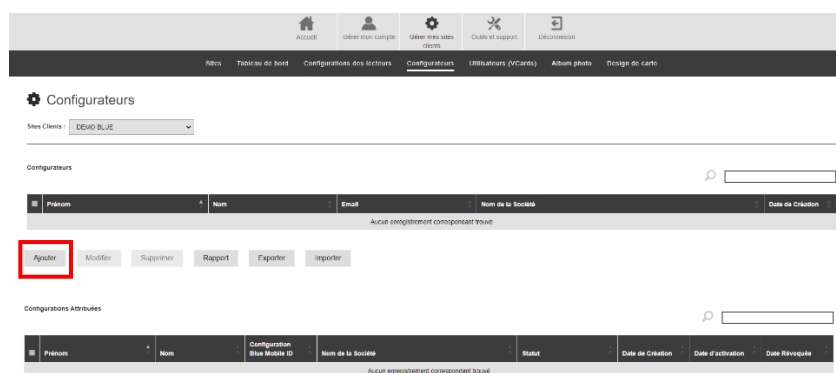 Accueil Gérer mon compte Gérer mes sites clients Outils et support Déconnexion
Sites Tableau de bord Configurations des lecteurs Configurateurs Utilisateurs (VCards) Album photo Design de carte
Configurateurs
Sites Clients : DEMO BLUE
Configurateurs
Prénom Nom Email Nom de la Société Date de Création
Aucun enregistrement correspondant trouvé
Ajouter Modifier Supprimer Rapport Exporter Importer
Configurations Attribuées
Prénom Nom Configuration Blue Mobile ID Nom de la Société Statut Date de Création Date d'activation Date Révoquée
Aucun enregistrement correspondant trouvé